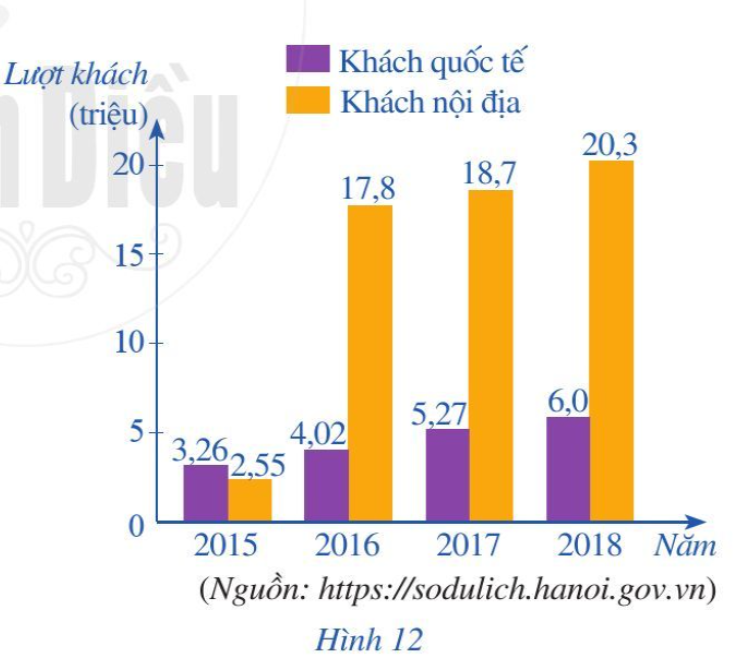 Khách quốc tế
Khách nội địa
Lượt khách
(triệu)
20
15
10
5
0
3,26
2,55
4,02
17,8
5,27
18,7
6,0
20,3
2015 2016 2017 2018 Năm
(Nguồn: https://sodulich.hanoi.gov.vn)
Hình 12
Diều